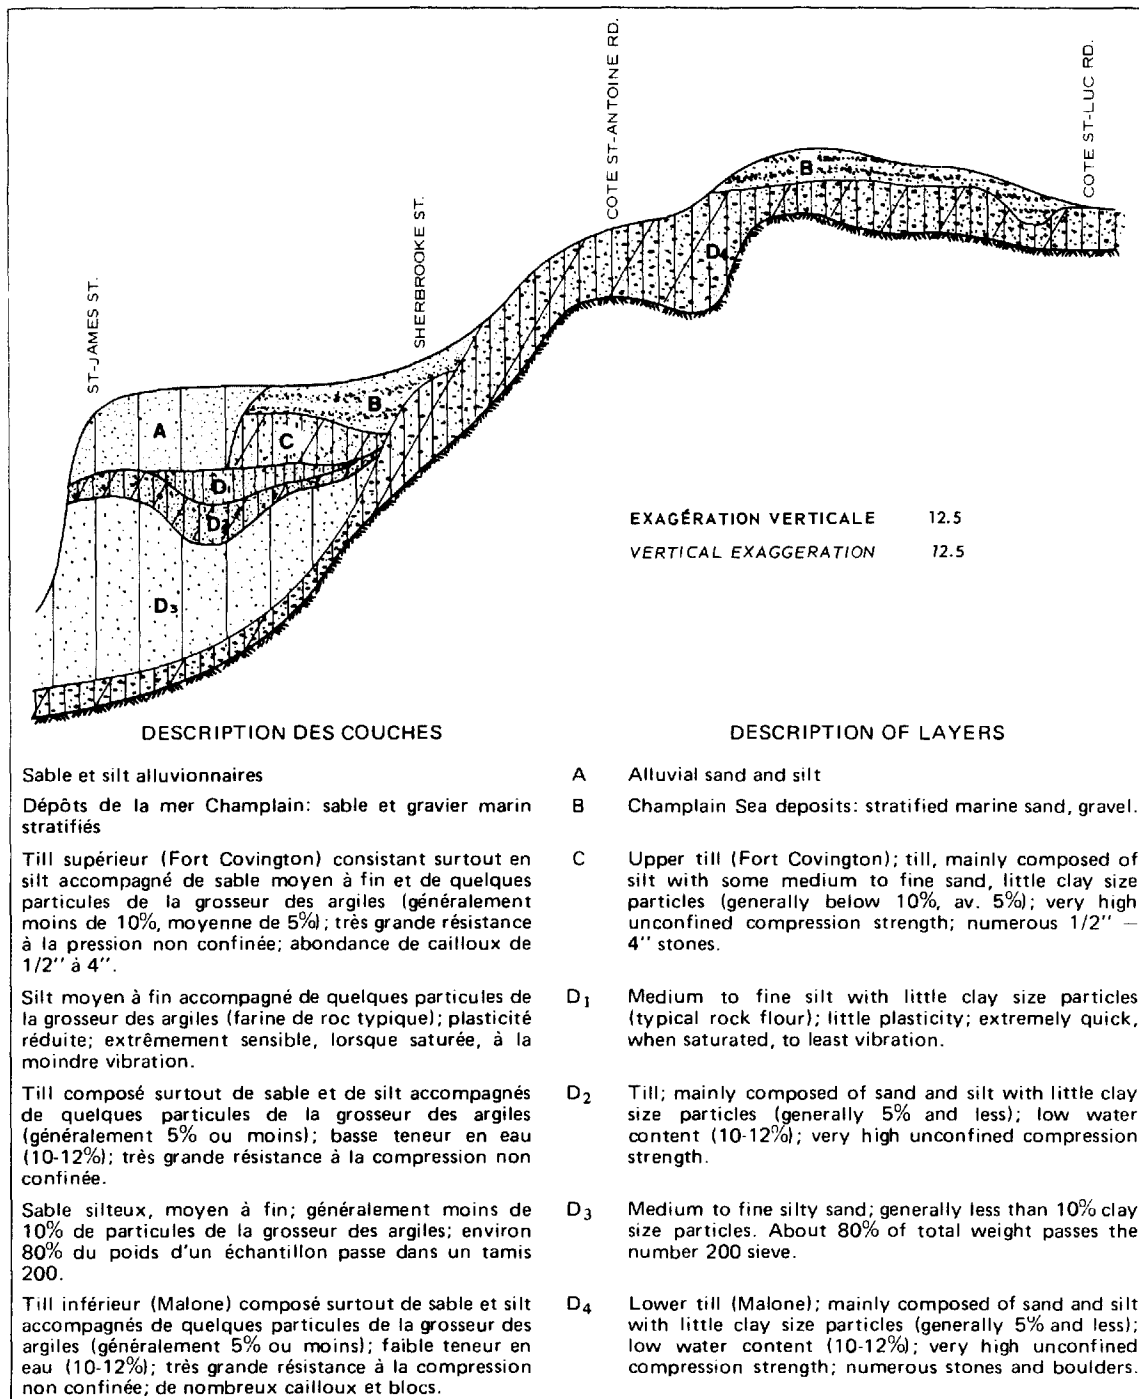 COTE ST-ANTOINE RD.
COTE ST-LUC RD.
SHERBROOKE ST.
ST-JAMES ST.
B
D4
A
B
C
D1
D2
D3
EXAGÉRATION VERTICALE 12.5
VERTICAL EXAGGERATION 12.5
DESCRIPTION DES COUCHES
Sable et silt alluvionnaires
Dépôts de la mer Champlain: sable et gravier marin
stratifiés
Till supérieur (Fort Covington) consistant surtout en
silt accompagné de sable moyen à fin et de quelques
particules de la grosseur des argiles (généralement
moins de 10%, moyenne de 5%); très grande résistance
à la pression non confinée; abondance de cailloux de
1/2'' à 4''.
Silt moyen à fin accompagné de quelques particules de
la grosseur des argiles (farine de roc typique); plasticité
réduite; extrêmement sensible, lorsque saturée, à la
moindre vibration.
Till composé surtout de sable et de silt accompagnés
de quelques particules de la grosseur des argiles
(généralement 5% ou moins); basse teneur en eau
(10-12%); très grande résistance à la compression non
confinée.
Sable silteux, moyen à fin; généralement moins de
10% de particules de la grosseur des argiles; environ
80% du poids d'un échantillon passe dans un tamis
200.
Till inférieur (Malone) composé surtout de sable et silt
accompagnés de quelques particules de la grosseur des
argiles (généralement 5% ou moins); faible teneur en
eau (10-12%); très grande résistance à la compression
non confinée; de nombreux cailloux et blocs.
DESCRIPTION OF LAYERS
A Alluvial sand and silt
B Champlain Sea deposits: stratified marine sand, gravel.
C Upper till (Fort Covington); till, mainly composed of
silt with some medium to fine sand, little clay size
particles (generally below 10%, av. 5%); very high
unconfined compression strength; numerous 1/2'' —
4'' stones.
D1 Medium to fine silt with little clay size particles
(typical rock flour); little plasticity; extremely quick,
when saturated, to least vibration.
D2 Till; mainly composed of sand and silt with little clay
size particles (generally 5% and less); low water
content (10-12%); very high unconfined compression
strength.
D3 Medium to fine silty sand; generally less than 10% clay
size particles. About 80% of total weight passes the
number 200 sieve.
D4 Lower till (Malone); mainly composed of sand and silt
with little clay size particles (generally 5% and less);
low water content (10-12%); very high unconfined
compression strength; numerous stones and boulders.